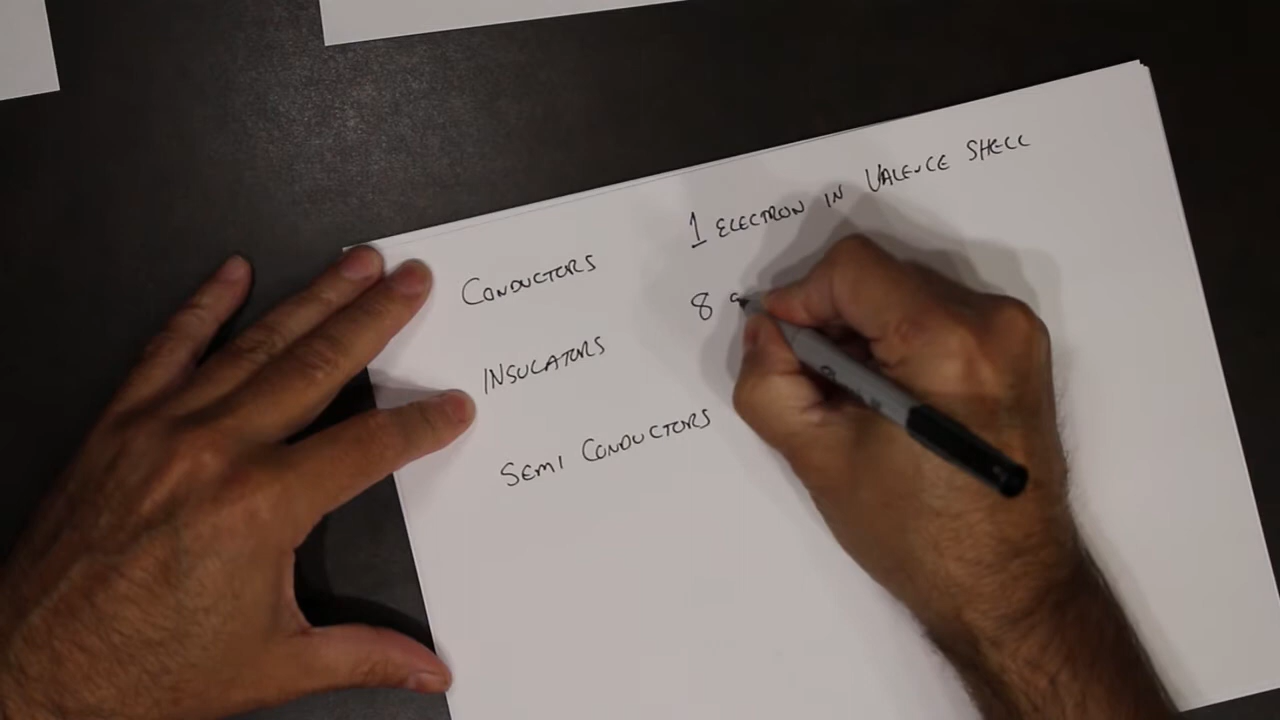 CONDUCTORS 1 ELECTRON IN VALENCE SHELL
INSULATORS 8
SEMI CONDUCTORS